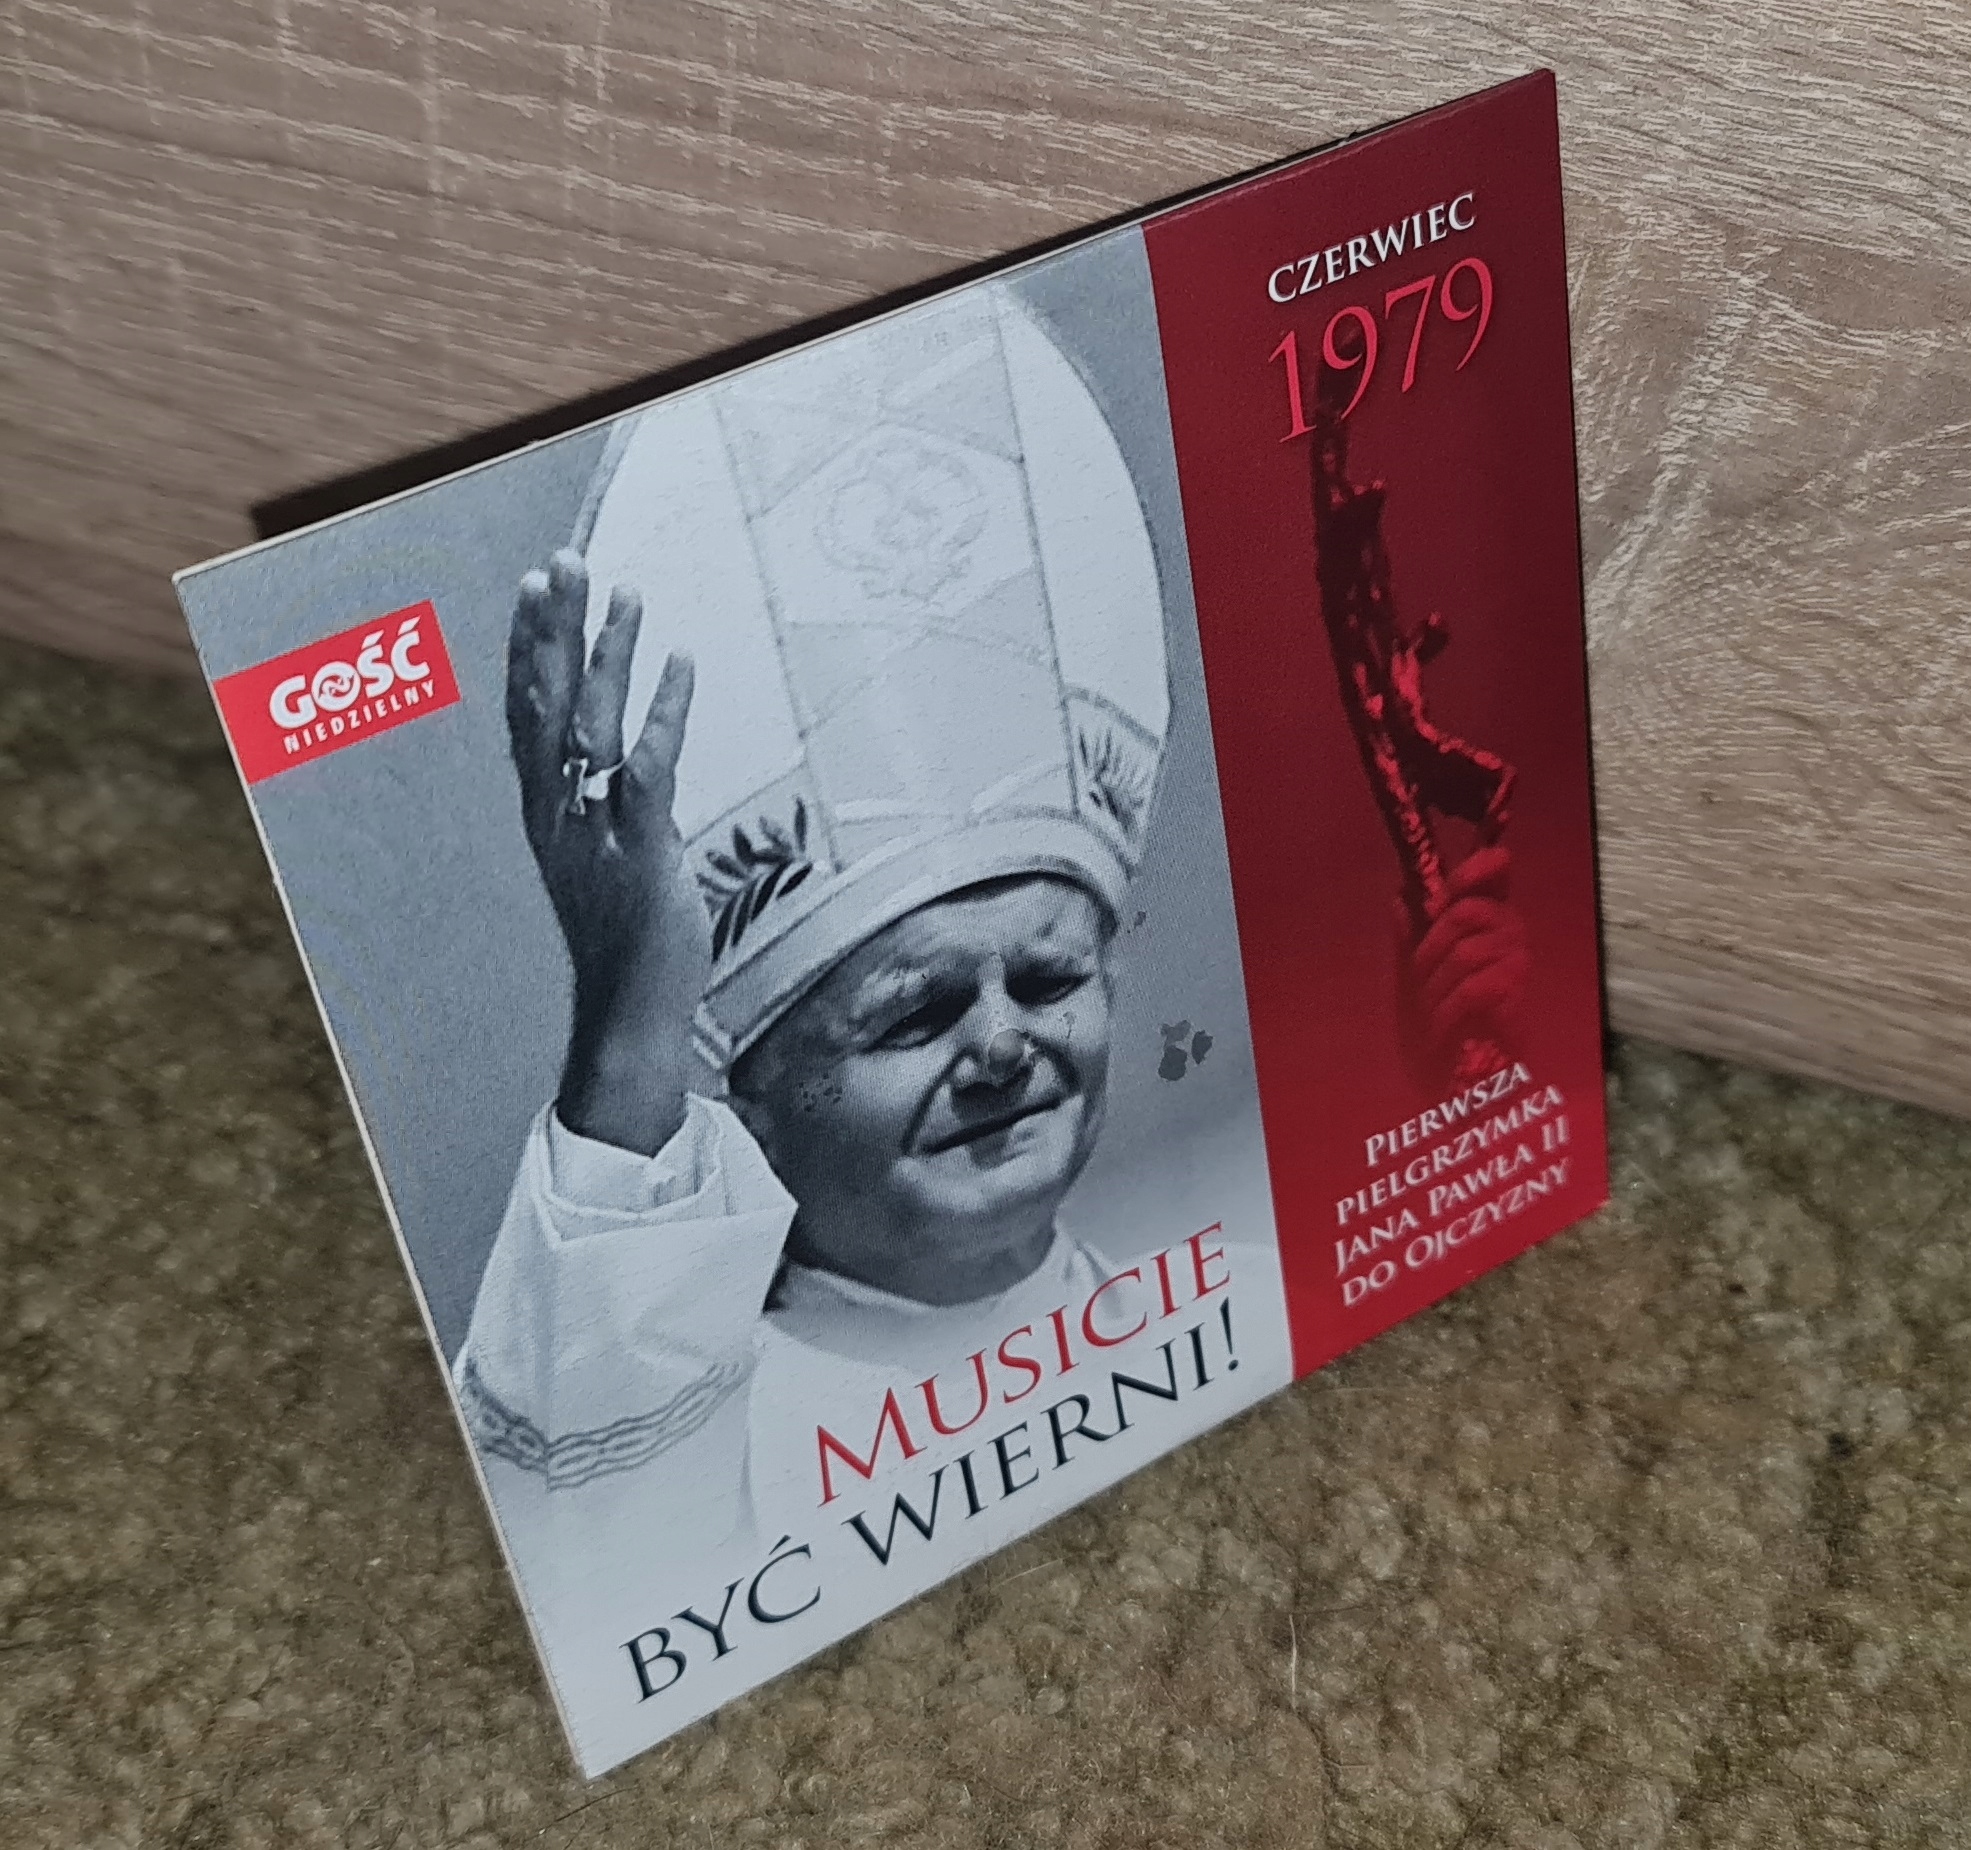 GOŚĆ
NIEDZIELNY
MUSICIE
BYĆ WIERNI!
CZERWIEC
1979
PIERWSZA
PIELGRZYMKA
JANA PAWŁA II
DO OJCZYZNY